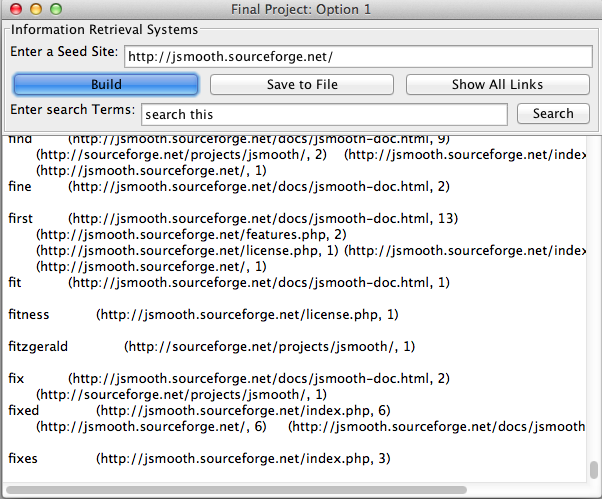 Final Project: Option 1
Information Retrieval Systems
Enter a Seed Site: http://jsmooth.sourceforge.net/
Build Save to File Show All Links
Enter search Terms: search this Search
find (http://jsmooth.sourceforge.net/docs/jsmooth-doc.html, 9)
(http://sourceforge.net/projects/jsmooth/, 2) (http://jsmooth.sourceforge.net/index
(http://jsmooth.sourceforge.net/, 1)
fine (http://jsmooth.sourceforge.net/docs/jsmooth-doc.html, 2)
first (http://jsmooth.sourceforge.net/docs/jsmooth-doc.html, 13)
(http://jsmooth.sourceforge.net/features.php, 2)
(http://jsmooth.sourceforge.net/license.php, 1) (http://jsmooth.sourceforge.net/index
(http://jsmooth.sourceforge.net/, 1)
fit (http://jsmooth.sourceforge.net/docs/jsmooth-doc.html, 1)
fitness (http://jsmooth.sourceforge.net/license.php, 1)
fitzgerald (http://sourceforge.net/projects/jsmooth/, 1)
fix (http://jsmooth.sourceforge.net/docs/jsmooth-doc.html, 2)
(http://sourceforge.net/projects/jsmooth/, 1)
fixed (http://jsmooth.sourceforge.net/index.php, 6)
(http://jsmooth.sourceforge.net/, 6) (http://jsmooth.sourceforge.net/docs/jsmooth
fixes (http://jsmooth.sourceforge.net/index.php, 3)